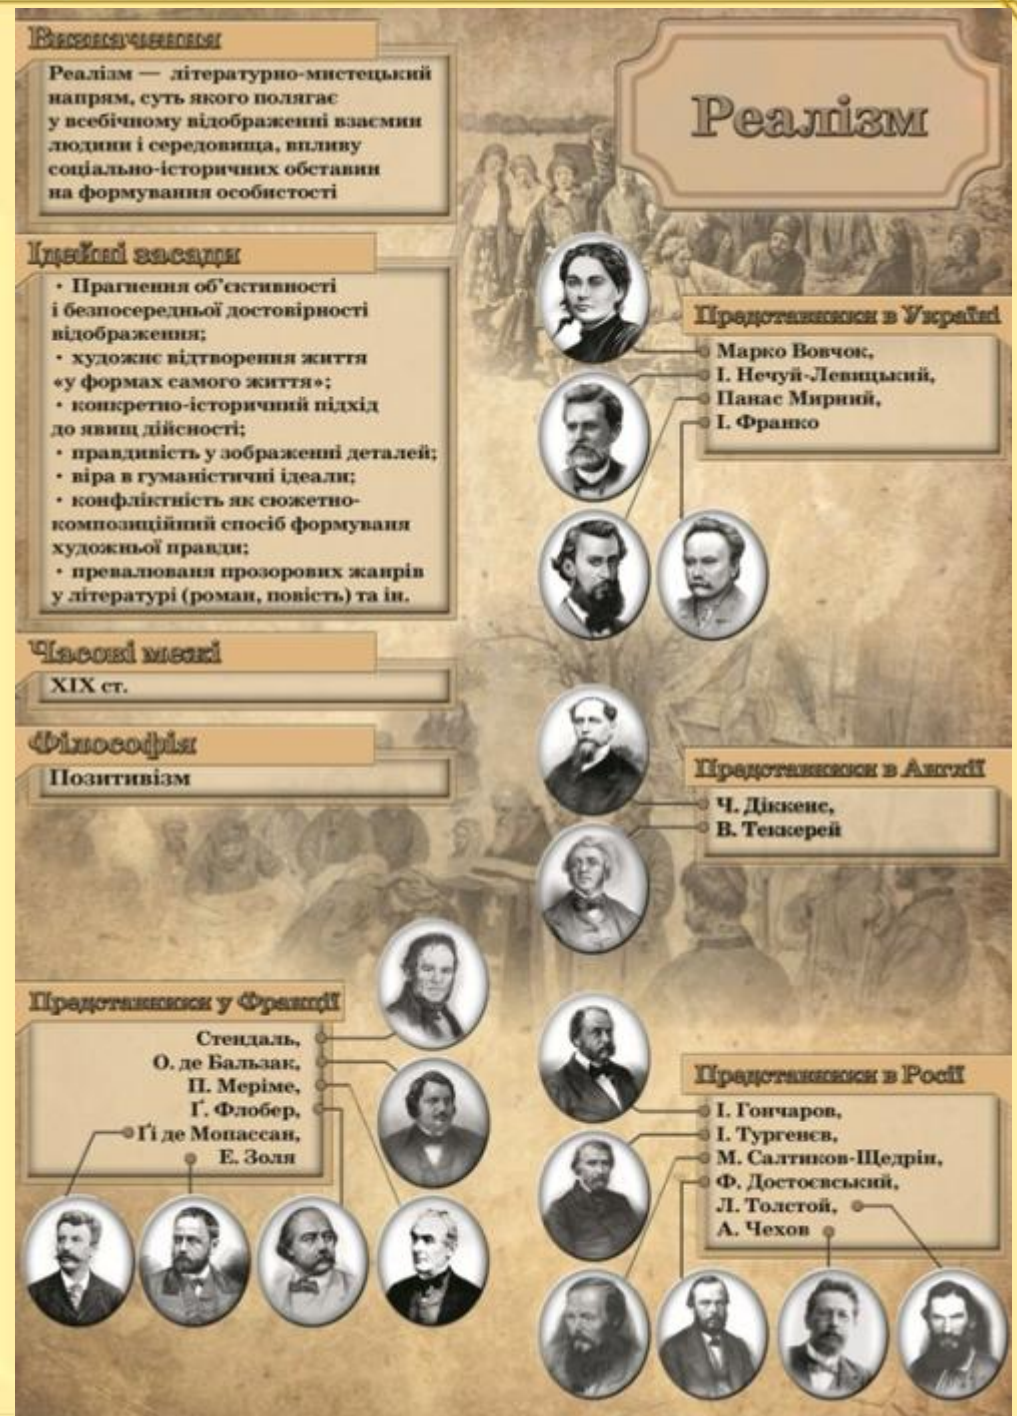 Визначення
Реалізм — літературно-мистецький
напрям, суть якого полягає
у всебічному відображенні взаємин
людини і середовища, впливу
соціально-історичних обставин
на формування особистості
Реалізм
Ідейні засади
• Прагнення об’єктивності
і безпосередньої достовірності
відображення;
• художнє відтворення життя
«у формах самого життя»;
• конкретно-історичний підхід
до явищ дійсності;
• правдивість у зображенні деталей;
• віра в гуманістичні ідеали;
• конфліктність як сюжетно-
композиційний спосіб формуваня
художньої правди;
• превалюваня прозорових жанрів
у літературі (роман, повість) та ін.
Часові межі
XIX ст.
Філософія
Позитивізм
Представники в Україні
Марко Вовчок,
І. Нечуй-Левицький,
Панас Мирний,
І. Франко
Представники в Англії
Ч. Діккенс,
В. Теккерей
Представники у Франції
Стендаль,
О. де Бальзак,
П. Меріме,
Ґ. Флобер,
Ґі де Мопассан,
Е. Золя
Представники в Росії
І. Гончаров,
І. Тургенєв,
М. Салтиков-Щедрін,
Ф. Достоєвський,
Л. Толстой,
А. Чехов